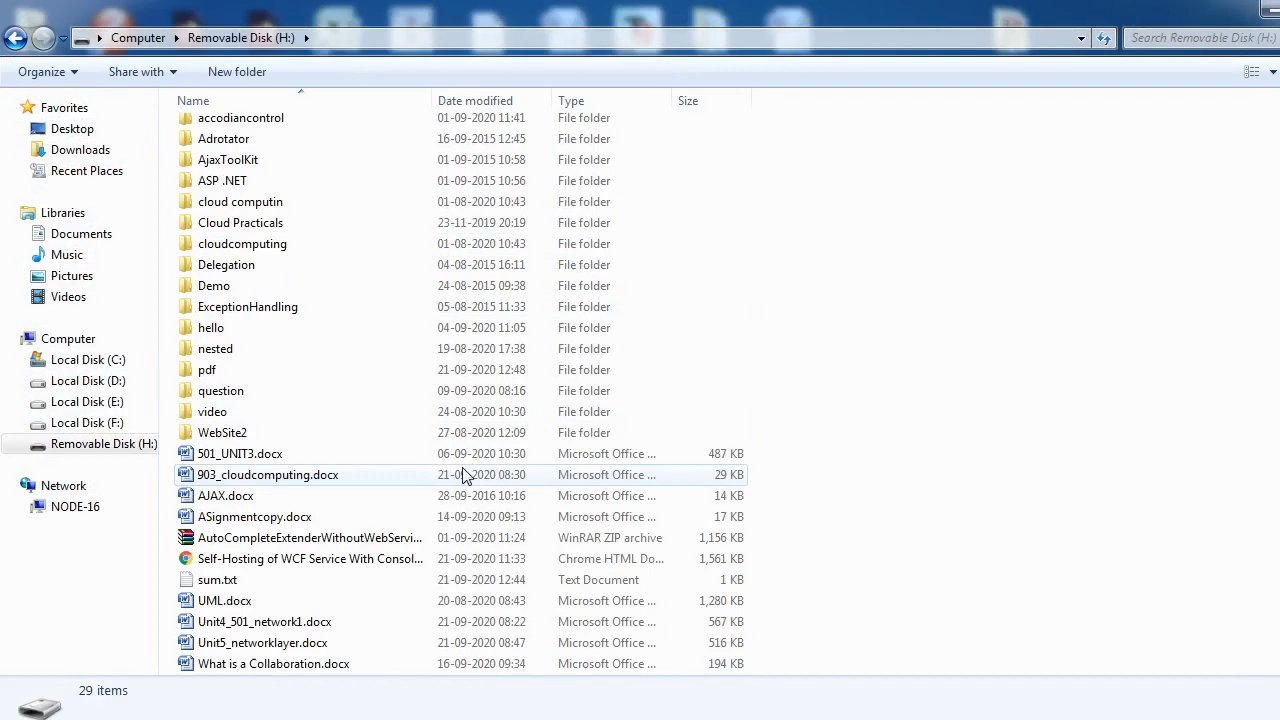 Computer Removable Disk (H:) Search Removable Disk (H:)
Organize Share with New folder
Name Date modified Type Size
Favorites
Desktop
Downloads
Recent Places
Libraries
Documents
Music
Pictures
Videos
Computer
Local Disk (C:)
Local Disk (D:)
Local Disk (E:)
Local Disk (F:)
Removable Disk (H:)
Network
NODE-16
accodiancontrol 01-09-2020 11:41 File folder
Adrotator 16-09-2015 12:45 File folder
AjaxToolKit 01-09-2015 10:58 File folder
ASP .NET 01-09-2015 10:56 File folder
cloud computin 01-08-2020 10:43 File folder
Cloud Practicals 23-11-2019 20:19 File folder
cloudcomputing 01-08-2020 10:43 File folder
Delegation 04-08-2015 16:11 File folder
Demo 24-08-2015 09:38 File folder
ExceptionHandling 05-08-2015 11:33 File folder
hello 04-09-2020 11:05 File folder
nested 19-08-2020 17:38 File folder
pdf 21-09-2020 12:48 File folder
question 09-09-2020 08:16 File folder
video 24-08-2020 10:30 File folder
WebSite2 27-08-2020 12:09 File folder
501_UNIT3.docx 06-09-2020 10:30 Microsoft Office ... 487 KB
903_cloudcomputing.docx 21-09-2020 08:30 Microsoft Office ... 29 KB
AJAX.docx 28-09-2016 10:16 Microsoft Office ... 14 KB
ASignmentcopy.docx 14-09-2020 09:13 Microsoft Office ... 17 KB
AutoCompleteExtenderWithoutWebServi... 01-09-2020 11:24 WinRAR ZIP archive 1,156 KB
Self-Hosting of WCF Service With Consol... 21-09-2020 11:33 Chrome HTML Do... 1,561 KB
sum.txt 21-09-2020 12:44 Text Document 1 KB
UML.docx 20-08-2020 08:43 Microsoft Office ... 1,280 KB
Unit4_501_network1.docx 21-09-2020 08:22 Microsoft Office ... 567 KB
Unit5_networklayer.docx 21-09-2020 08:47 Microsoft Office ... 516 KB
What is a Collaboration.docx 16-09-2020 09:34 Microsoft Office ... 194 KB
29 items